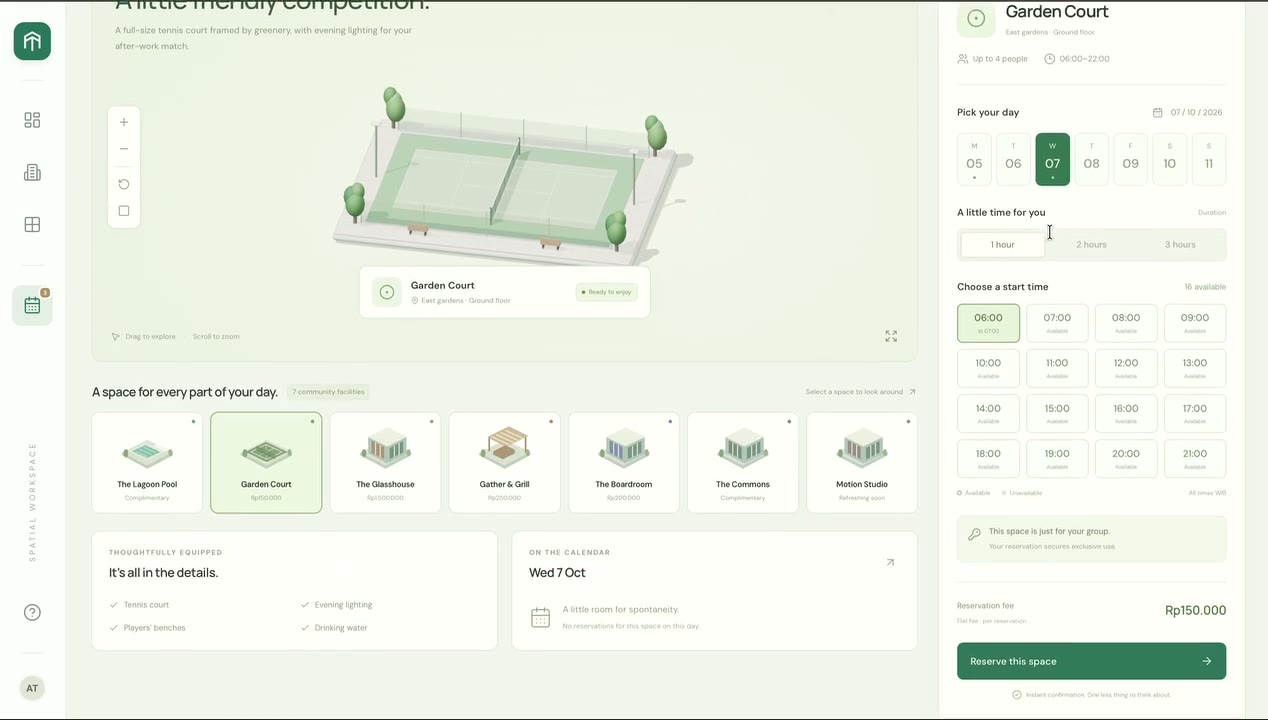 A little friendly competition.
A full-size tennis court framed by greenery, with evening lighting for your
after-work match.
Garden Court
East gardens · Ground floor
Ready to enjoy
Drag to explore · Scroll to zoom
A space for every part of your day.
7 community facilities
Select a space to look around
The Lagoon Pool
Complimentary
Garden Court
Rp150.000
The Glasshouse
Rp1.500.000
Gather & Grill
Rp250.000
The Boardroom
Rp200.000
The Commons
Complimentary
Motion Studio
Refreshing soon
THOUGHTFULLY EQUIPPED
It's all in the details.
Tennis court
Evening lighting
Players' benches
Drinking water
ON THE CALENDAR
Wed 7 Oct
A little room for spontaneity.
No reservations for this space on this day.
3
SPATIAL WORKSPACE
AT
Garden Court
East gardens · Ground floor
Up to 4 people
06:00–22:00
Pick your day
07 / 10 / 2026
M T W T F S S
05 06 07 08 09 10 11
A little time for you
Duration
1 hour 2 hours 3 hours
Choose a start time
16 available
06:00 07:00 08:00 09:00
to 07:00 Available Available Available
10:00 11:00 12:00 13:00
Available Available Available Available
14:00 15:00 16:00 17:00
Available Available Available Available
18:00 19:00 20:00 21:00
Available Available Available Available
Available Unavailable
All times WIB
This space is just for your group.
Your reservation secures exclusive use.
Reservation fee
Flat fee · per reservation
Rp150.000
Reserve this space
Instant confirmation. One less thing to think about.